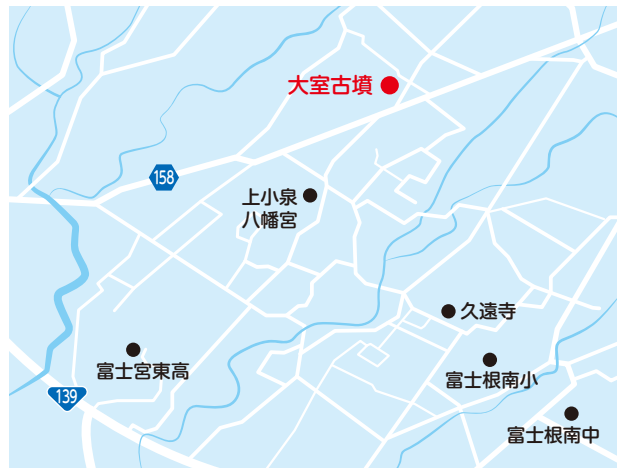 大室古墳
158
上小泉
八幡宮
久遠寺
富士宮東高
富士根南小
139
富士根南中